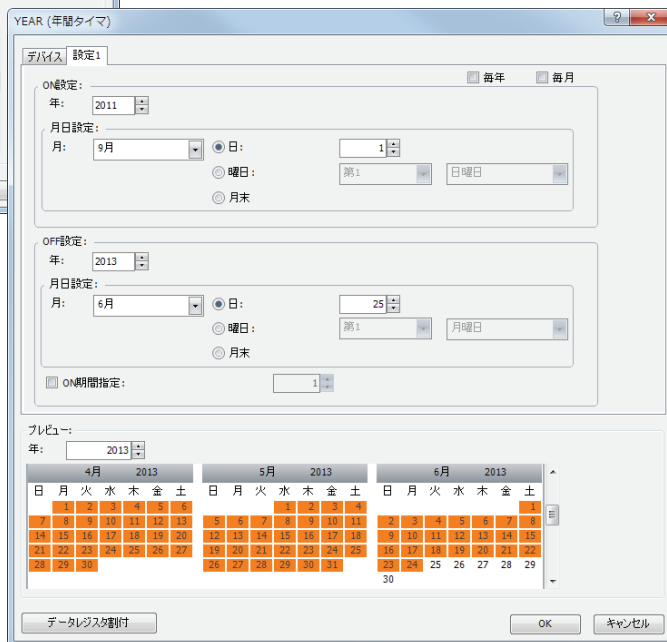 YEAR (年間タイマ)
デバイス 設定1
毎年 毎月
ON設定:
年: 2011
月日設定:
月: 9月 日: 1
曜日: 第1 日曜日
月末
OFF設定:
年: 2013
月日設定:
月: 6月 日: 25
曜日: 第1 月曜日
月末
ON期間指定: 1
プレビュー:
年: 2013
4月 2013 5月 2013 6月 2013
日 月 火 水 木 金 土 日 月 火 水 木 金 土 日 月 火 水 木 金 土
1 2 3 4 5 6 1 2 3 4 1
7 8 9 10 11 12 13 5 6 7 8 9 10 11 2 3 4 5 6 7 8
14 15 16 17 18 19 20 12 13 14 15 16 17 18 9 10 11 12 13 14 15
21 22 23 24 25 26 27 19 20 21 22 23 24 25 16 17 18 19 20 21 22
28 29 30 26 27 28 29 30 31 23 24 25 26 27 28 29
30
データレジスタ割付 OK キャンセル